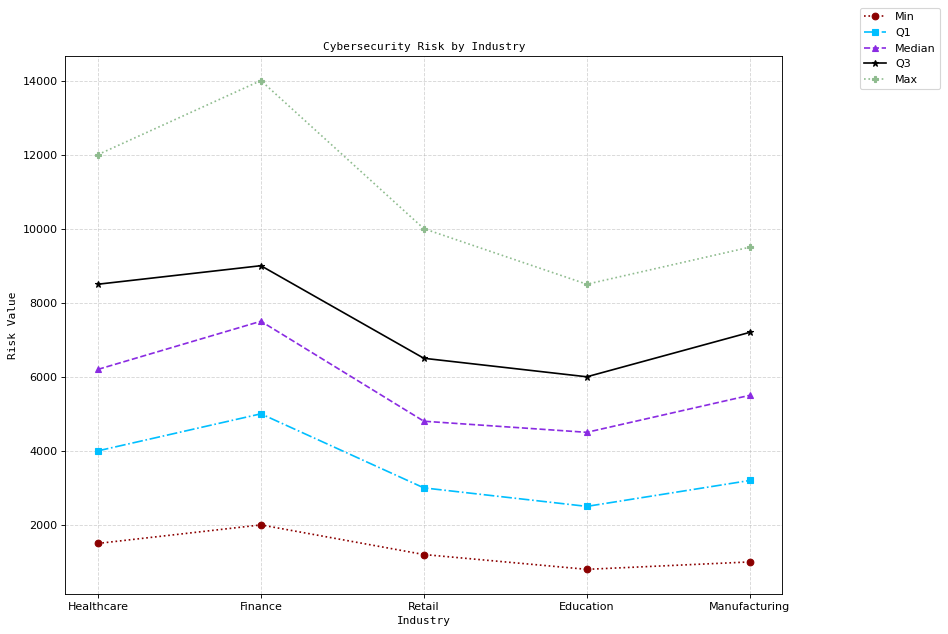 Min
Q1
Median
Q3
Max
Cybersecurity Risk by Industry
Risk Value
14000
12000
10000
8000
6000
4000
2000
Healthcare
Finance
Retail
Education
Manufacturing
Industry